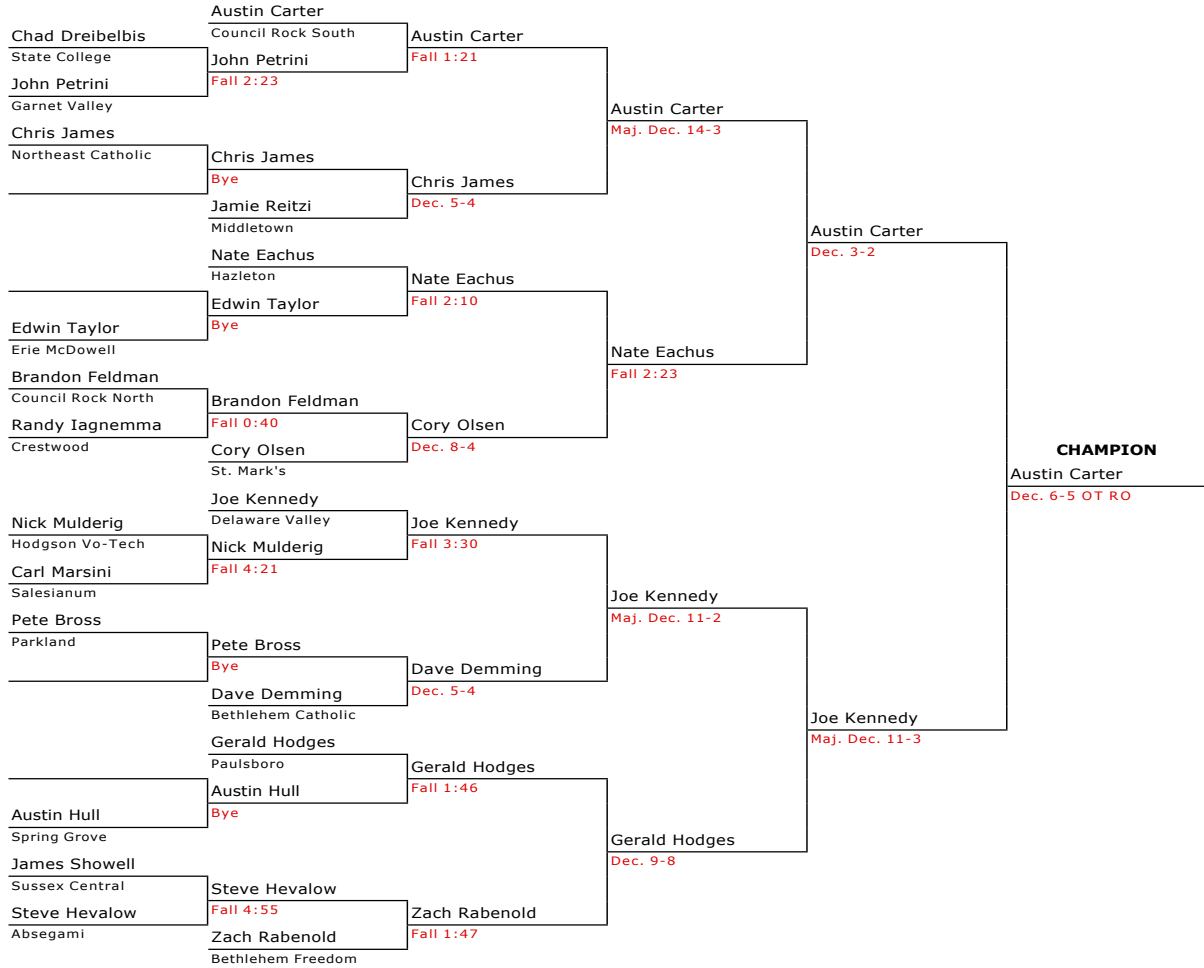 Chad Dreibelbis
State College
John Petrini
Garnet Valley
Chris James
Northeast Catholic
Edwin Taylor
Erie McDowell
Brandon Feldman
Council Rock North
Randy Iagnemma
Crestwood
Nick Mulderig
Hodgson Vo-Tech
Carl Marsini
Salesianum
Pete Bross
Parkland
Austin Hull
Spring Grove
James Showell
Sussex Central
Steve Hevalow
Absegami
Austin Carter
Council Rock South
John Petrini
Fall 2:23
Chris James
Bye
Jamie Reitzi
Middletown
Nate Eachus
Hazleton
Edwin Taylor
Bye
Brandon Feldman
Fall 0:40
Cory Olsen
St. Mark's
Joe Kennedy
Delaware Valley
Nick Mulderig
Fall 4:21
Pete Bross
Bye
Dave Demming
Bethlehem Catholic
Gerald Hodges
Paulsboro
Austin Hull
Bye
Steve Hevalow
Fall 4:55
Zach Rabenold
Bethlehem Freedom
Austin Carter
Fall 1:21
Chris James
Dec. 5-4
Nate Eachus
Fall 2:10
Cory Olsen
Dec. 8-4
Joe Kennedy
Fall 3:30
Dave Demming
Dec. 5-4
Gerald Hodges
Fall 1:46
Zach Rabenold
Fall 1:47
Austin Carter
Maj. Dec. 14-3
Nate Eachus
Fall 2:23
Joe Kennedy
Maj. Dec. 11-2
Gerald Hodges
Dec. 9-8
Austin Carter
Dec. 3-2
Joe Kennedy
Maj. Dec. 11-3
CHAMPION
Austin Carter
Dec. 6-5 OT RO